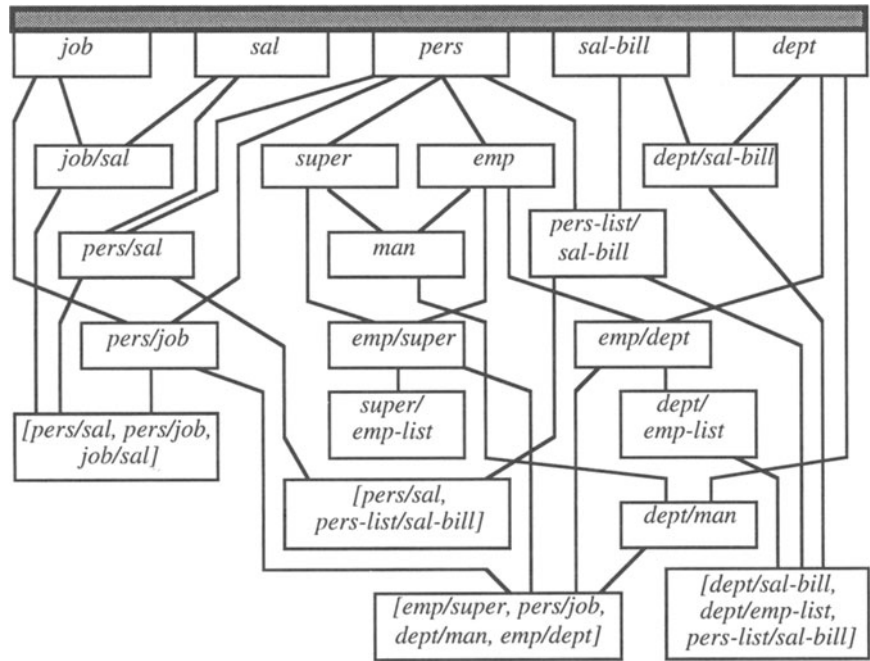 job
sal
pers
sal-bill
dept
job/sal
super
emp
dept/sal-bill
pers/sal
man
pers-list/
sal-bill
pers/job
emp/super
emp/dept
[pers/sal, pers/job,
job/sal]
super/
emp-list
dept/
emp-list
[pers/sal,
pers-list/sal-bill]
dept/man
[emp/super, pers/job,
dept/man, emp/dept]
[dept/sal-bill,
dept/emp-list,
pers-list/sal-bill]